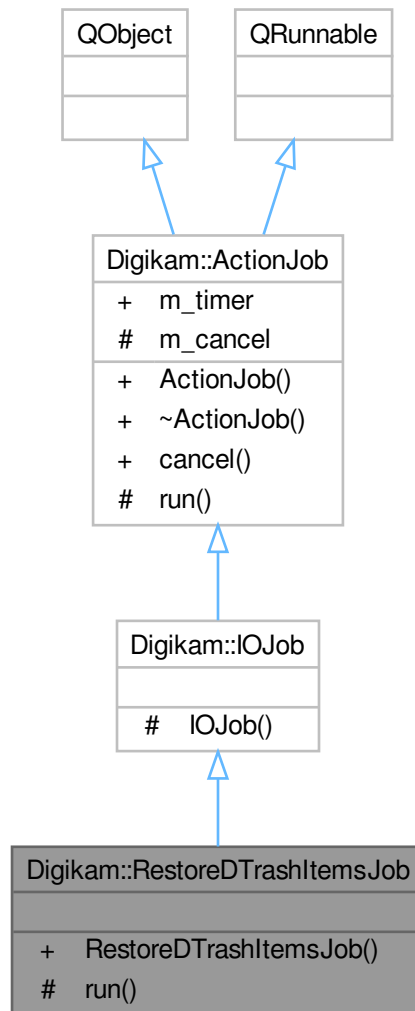 QObject
QRunnable
Digikam::ActionJob
+ m_timer
# m_cancel
+ ActionJob()
+ ~ActionJob()
+ cancel()
# run()
Digikam::IOJob
# IOJob()
Digikam::RestoreDTrashItemsJob
+ RestoreDTrashItemsJob()
# run()